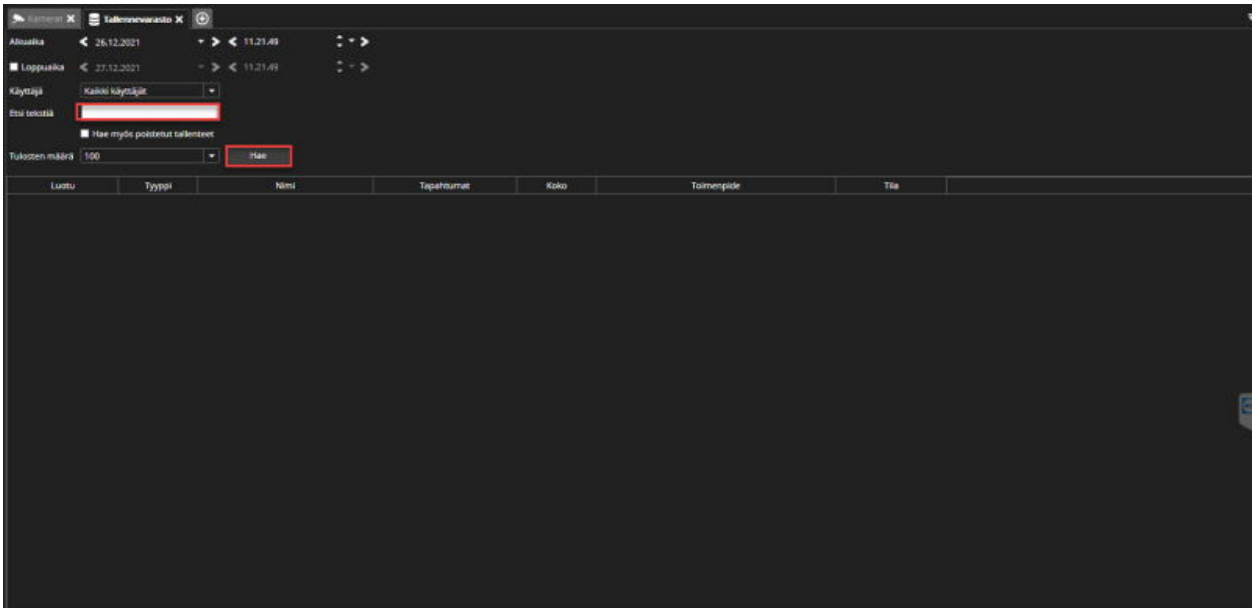 Kamerat Tallennevarasto
Alkuaika 26.12.2021 11.21.49
Loppuaika 27.12.2021 11.21.49
Käyttäjä Kaikki käyttäjät
Etsi tekstiä
Hae myös poistetut tallenteet
Tulosten määrä 100 Hae
Luotu Tyyppi Nimi Tapahtumat Koko Toimenpide Tila